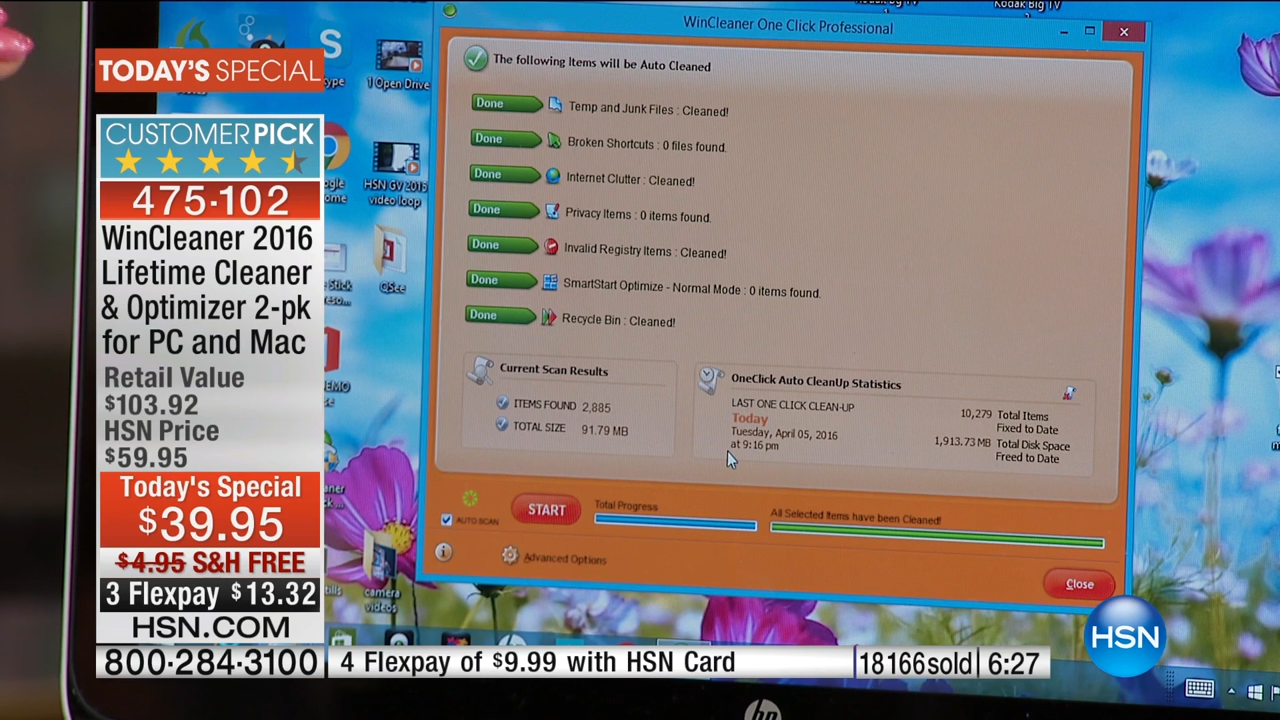 TODAY'S SPECIAL
CUSTOMER PICK
475-102
WinCleaner 2016
Lifetime Cleaner
& Optimizer 2-pk
for PC and Mac
Retail Value
$103.92
HSN Price
$59.95
Today's Special
$39.95
$4.95 S&H FREE
3 Flexpay $13.32
HSN.COM
800-284-3100
4 Flexpay of $9.99 with HSN Card
18166sold
6:27
HSN
WinCleaner One Click Professional
The following Items will be Auto Cleaned
Done Temp and Junk Files : Cleaned!
Done Broken Shortcuts : 0 files found.
Done Internet Clutter : Cleaned!
Done Privacy Items : 0 items found.
Done Invalid Registry Items : Cleaned!
Done SmartStart Optimize - Normal Mode : 0 items found.
Done Recycle Bin : Cleaned!
Current Scan Results
ITEMS FOUND 2,885
TOTAL SIZE 91.79 MB
OneClick Auto CleanUp Statistics
LAST ONE CLICK CLEAN-UP
Today
Tuesday, April 05, 2016
at 9:16 pm
10,279 Total Items
Fixed to Date
1,913.73 MB Total Disk Space
Freed to Date
AUTO SCAN
START
Total Progress
All Selected Items have been Cleaned!
Advanced Options
Close
1 Open Drive
HSN GV 2015
video loop
QSee
camera
videos
Kodak Big TV
hp